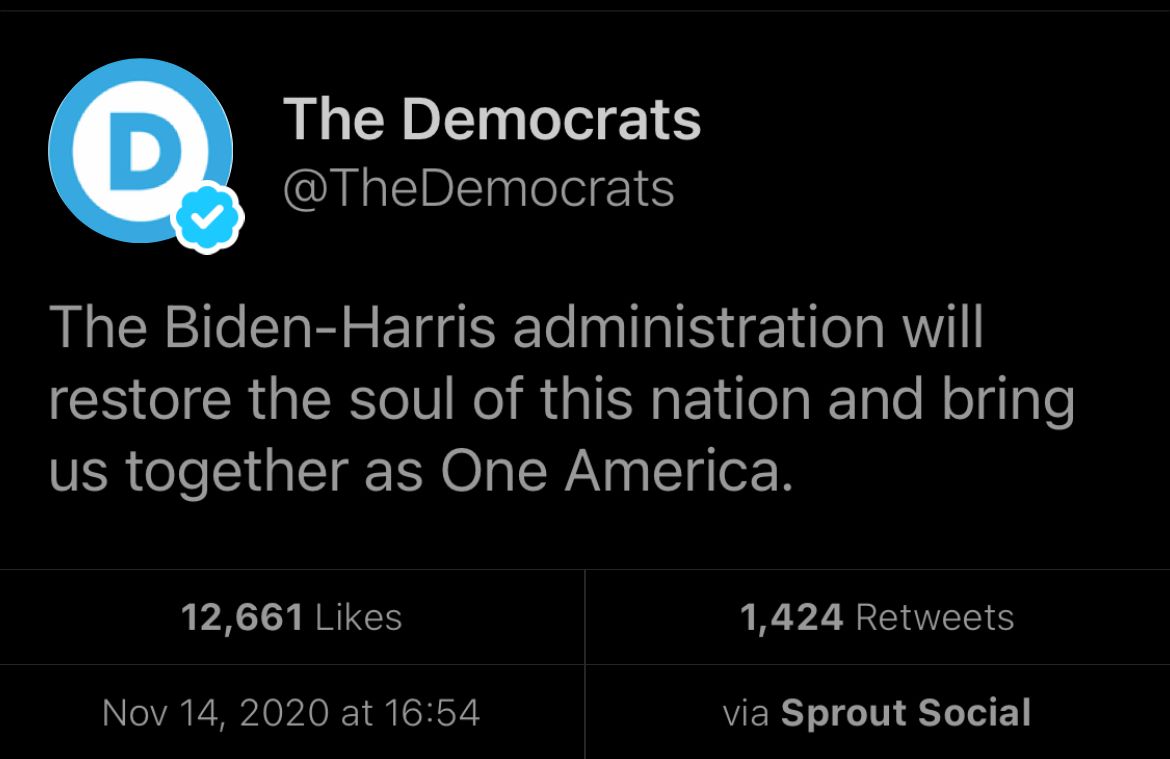 D
The Democrats
@TheDemocrats
The Biden-Harris administration will
restore the soul of this nation and bring
us together as One America.
12,661 Likes
1,424 Retweets
Nov 14, 2020 at 16:54
via Sprout Social